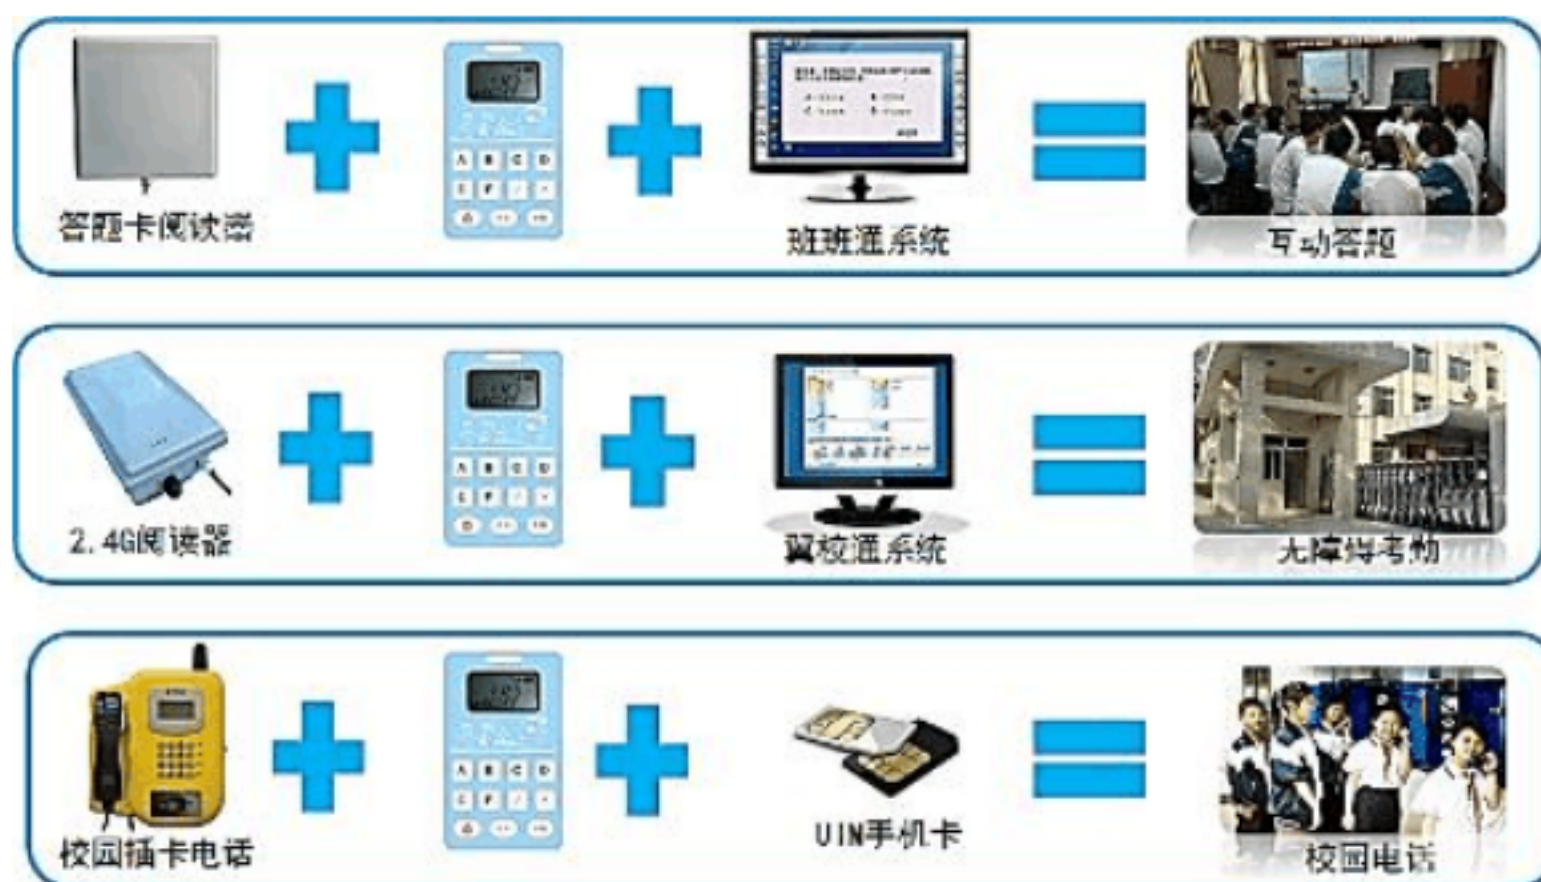 答题卡阅读器
班班通系统
互动答题
2.4G阅读器
翼校通系统
无障碍考勤
校园插卡电话
UIN手机卡
校园电话